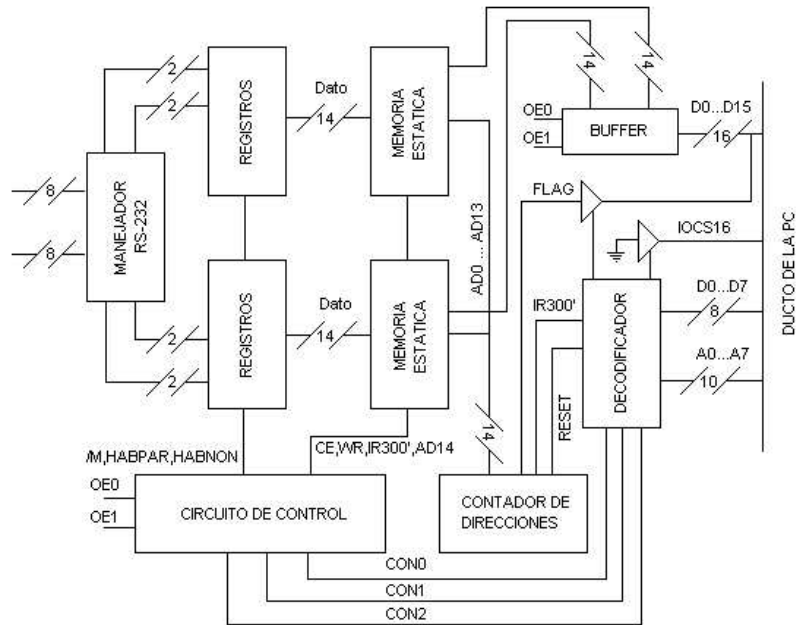 2
2
2
2
8
8
MANEJADOR
RS-232
REGISTROS
REGISTROS
Dato
14
Dato
14
MEMORIA
ESTATICA
MEMORIA
ESTATICA
AD0 ... AD13
14
14
14
OE0
OE1
BUFFER
D0...D15
16
FLAG
IOCS16
IR300'
RESET
DECODIFICADOR
D0...D7
8
A0...A7
10
DUCTO DE LA PC
/M,HABPAR,HABNON
CE,WR,IR300',AD14
OE0
OE1
CIRCUITO DE CONTROL
CONTADOR DE
DIRECCIONES
CON0
CON1
CON2